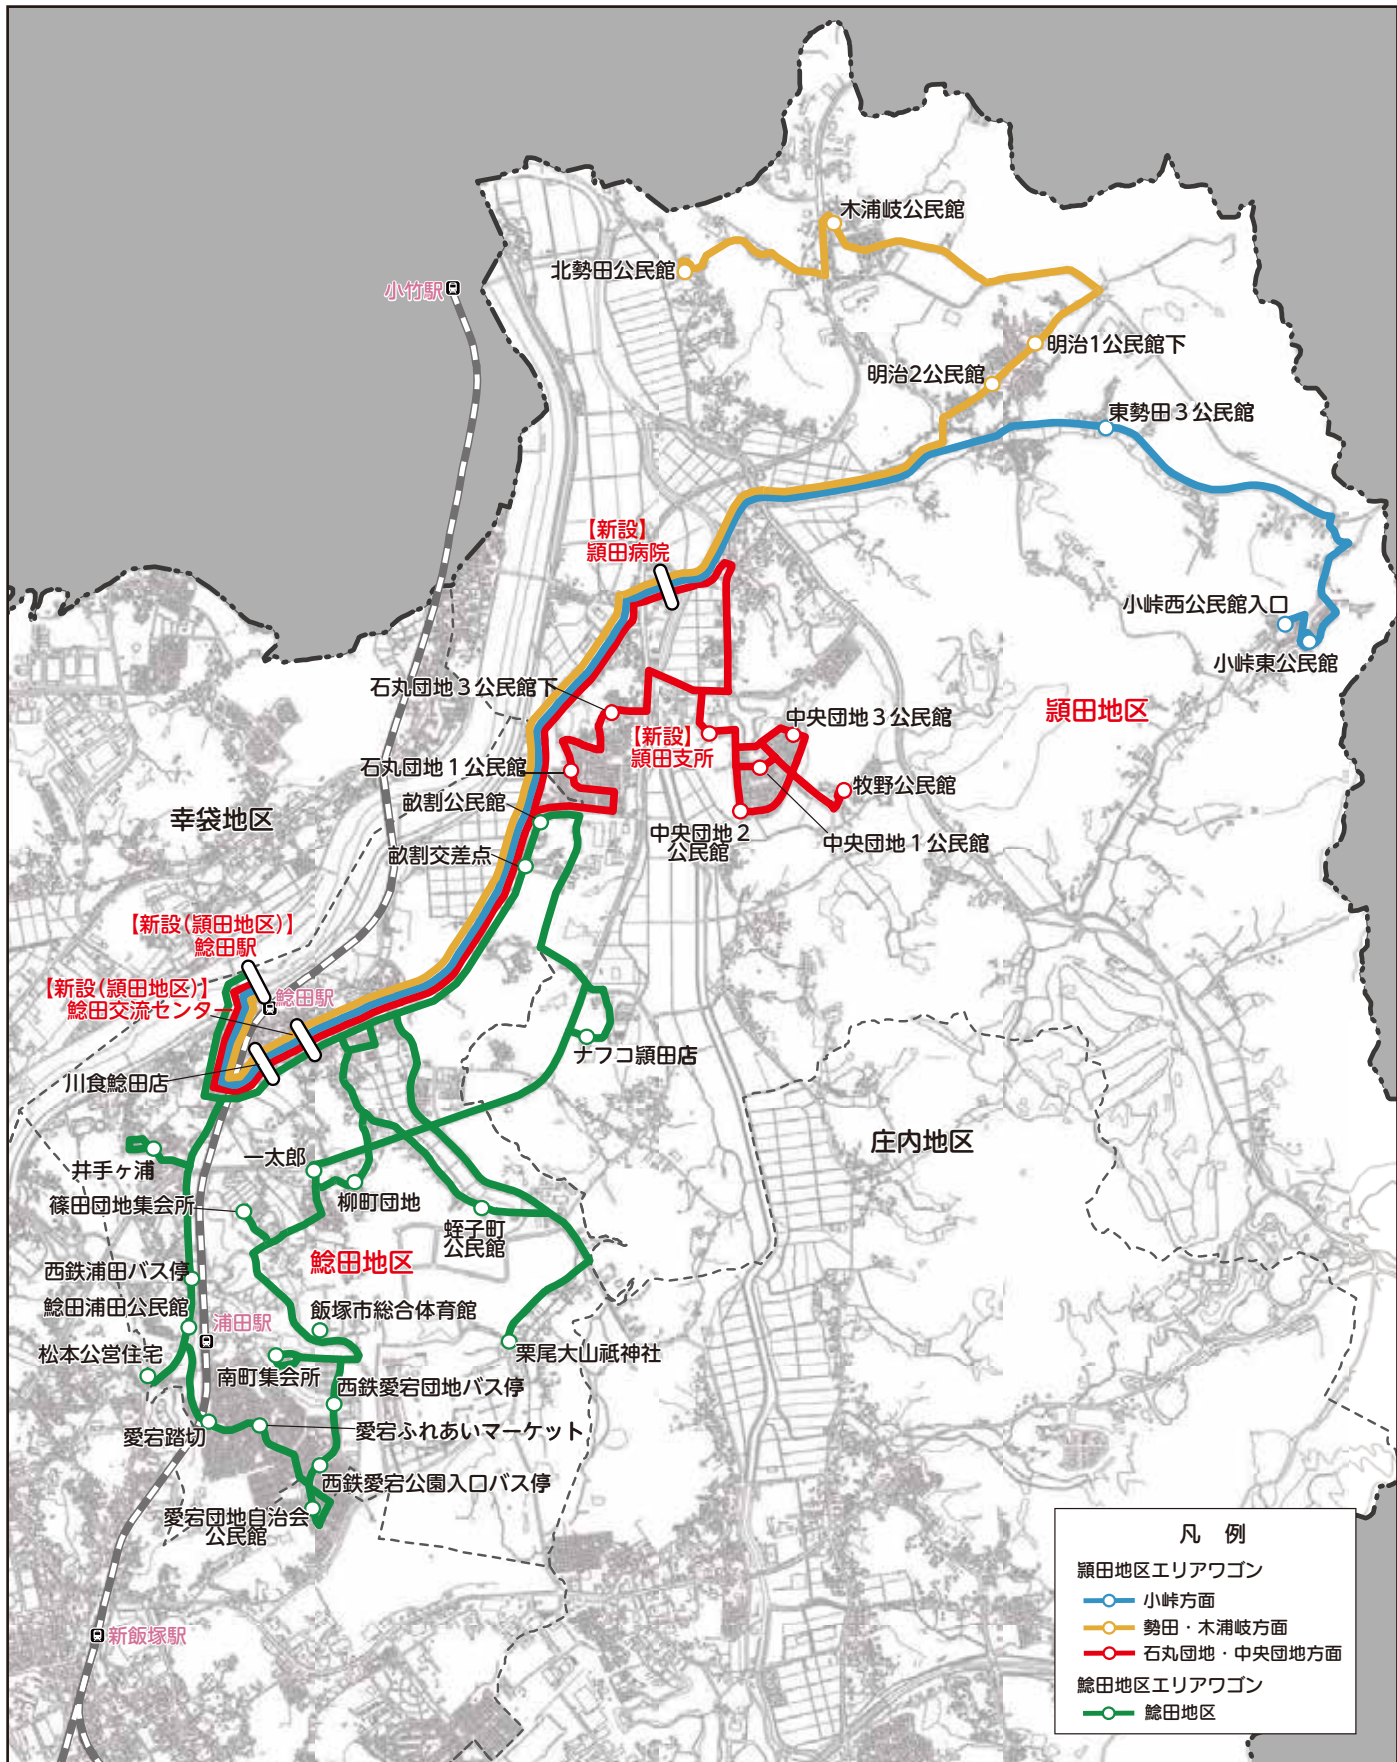 木浦岐公民館
北勢田公民館
小竹駅
明治1公民館下
明治2公民館
東勢田3公民館
【新設】
頴田病院
小峠西公民館入口
小峠東公民館
石丸団地3公民館下
頴田地区
中央団地3公民館
【新設】
頴田支所
石丸団地1公民館
牧野公民館
畝割公民館
幸袋地区
中央団地2
公民館
中央団地1公民館
畝割交差点
【新設(頴田地区)】
鯰田駅
【新設(頴田地区)】
鯰田交流センター
鯰田駅
ナフコ頴田店
川食鯰田店
庄内地区
一太郎
井手ヶ浦
柳町団地
篠田団地集会所
蛭子町
公民館
鯰田地区
西鉄浦田バス停
鯰田浦田公民館
飯塚市総合体育館
浦田駅
松本公営住宅
栗尾大山祇神社
南町集会所
西鉄愛宕団地バス停
愛宕踏切
愛宕ふれあいマーケット
西鉄愛宕公園入口バス停
愛宕団地自治会
公民館
新飯塚駅
凡 例
頴田地区エリアワゴン
小峠方面
勢田・木浦岐方面
石丸団地・中央団地方面
鯰田地区エリアワゴン
鯰田地区